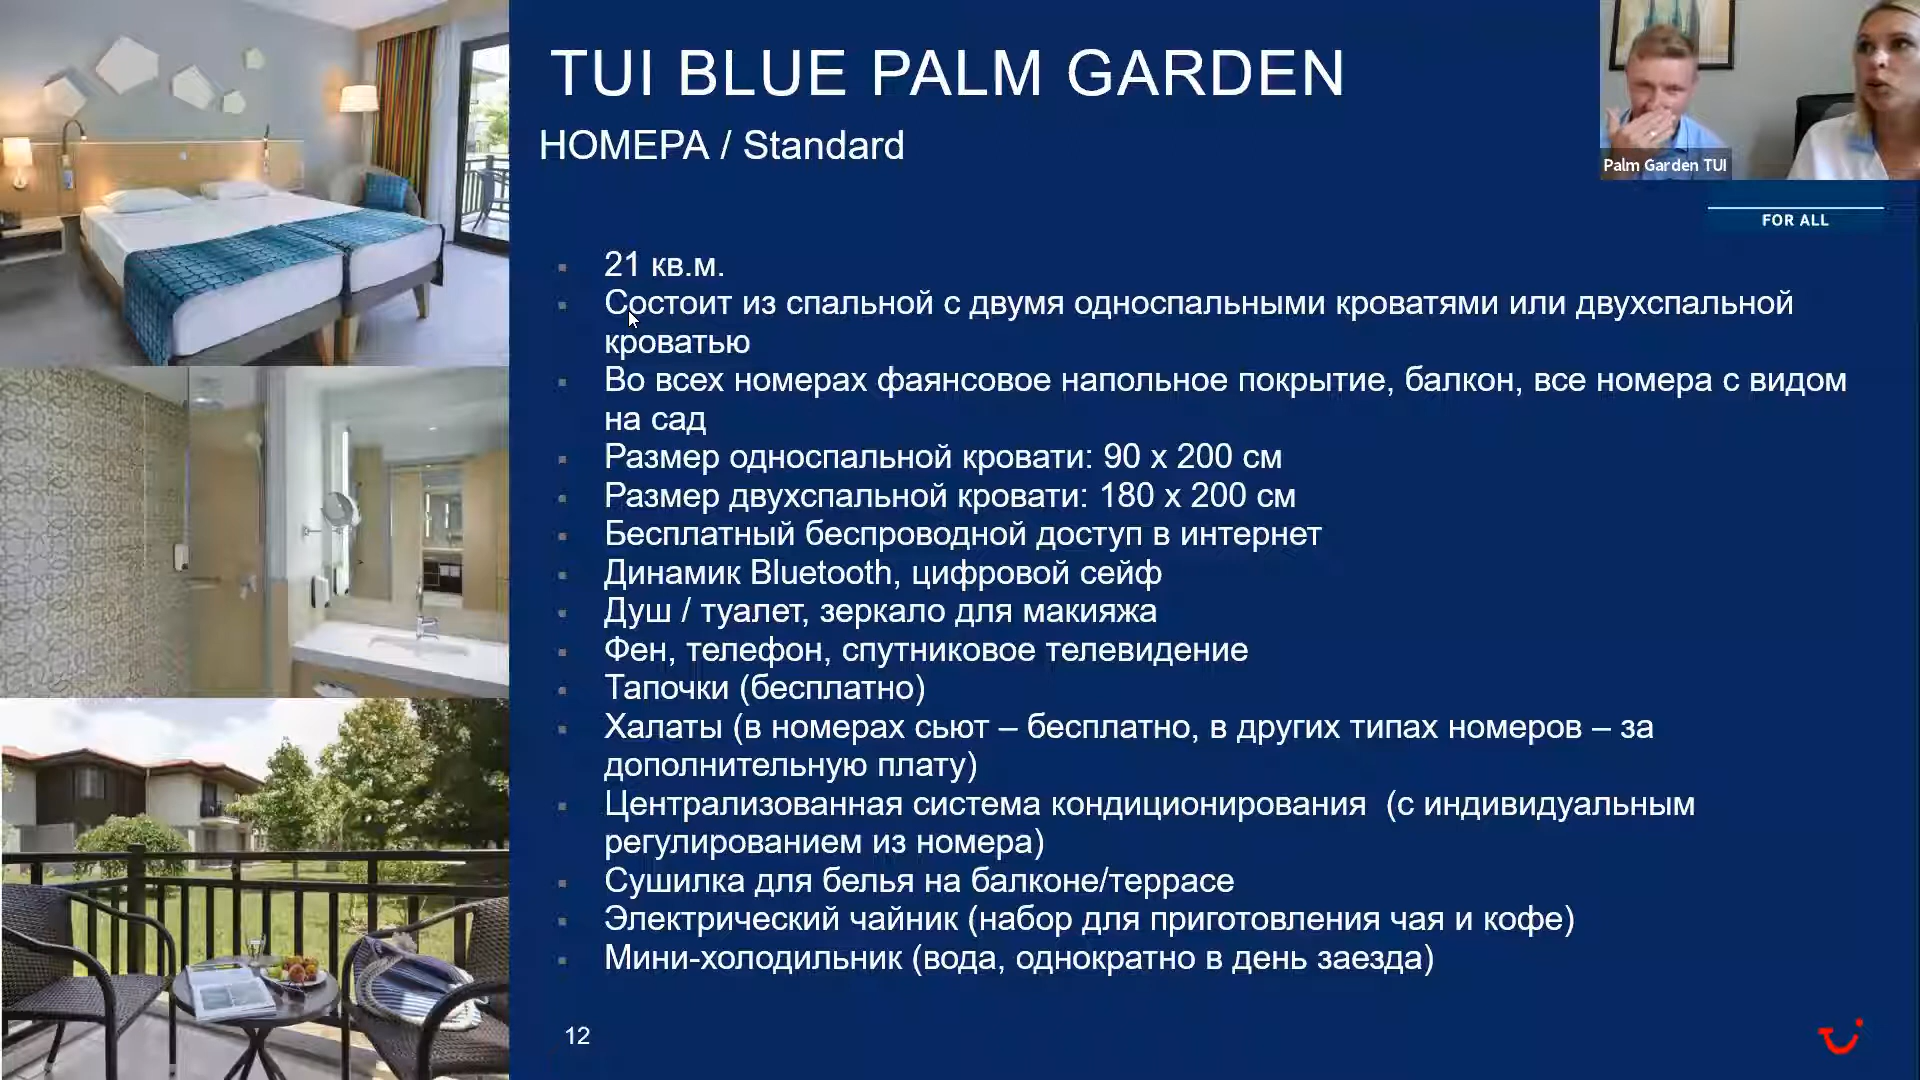 TUI BLUE PALM GARDEN
НОМЕРА / Standard
Palm Garden TUI
FOR ALL
21 кв.м.
Состоит из спальной с двумя односпальными кроватями или двухспальной
кроватью
Во всех номерах фаянсовое напольное покрытие, балкон, все номера с видом
на сад
Размер односпальной кровати: 90 x 200 см
Размер двухспальной кровати: 180 x 200 см
Бесплатный беспроводной доступ в интернет
Динамик Bluetooth, цифровой сейф
Душ / туалет, зеркало для макияжа
Фен, телефон, спутниковое телевидение
Тапочки (бесплатно)
Халаты (в номерах сьют – бесплатно, в других типах номеров – за
дополнительную плату)
Централизованная система кондиционирования  (с индивидуальным
регулированием из номера)
Сушилка для белья на балконе/террасе
Электрический чайник (набор для приготовления чая и кофе)
Мини-холодильник (вода, однократно в день заезда)
12